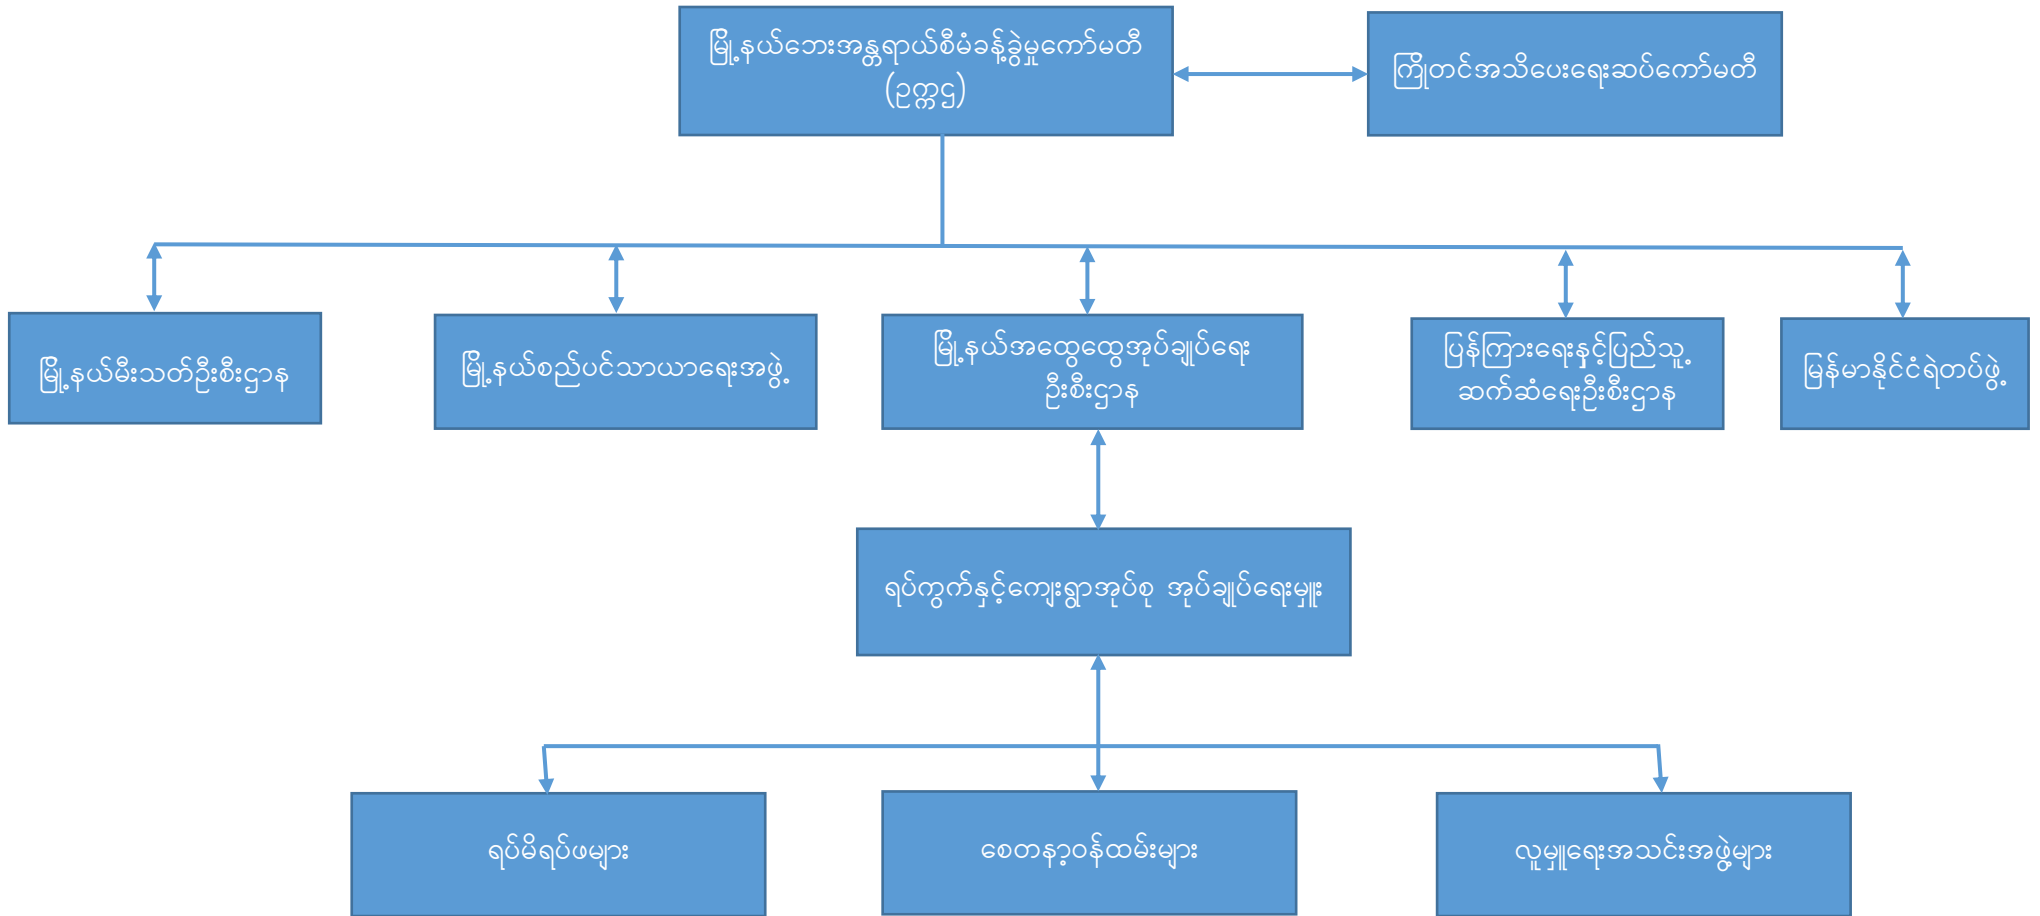 မြို့နယ်ဘေးအန္တရာယ်စီမံခန့်ခွဲမှုကော်မတီ
(ဥက္ကဌ)
ကြိုတင်အသိပေးရေးဆပ်ကော်မတီ
မြို့နယ်မီးသတ်ဦးစီးဌာန
မြို့နယ်စည်ပင်သာယာရေးအဖွဲ့
မြို့နယ်အထွေထွေအုပ်ချုပ်ရေး
ဦးစီးဌာန
ပြန်ကြားရေးနှင့်ပြည်သူ့
ဆက်ဆံရေးဦးစီးဌာန
မြန်မာနိုင်ငံရဲတပ်ဖွဲ့
ရပ်ကွက်နှင့်ကျေးရွာအုပ်စု အုပ်ချုပ်ရေးမှူး
ရပ်မိရပ်ဖများ
စေတနာ့ဝန်ထမ်းများ
လူမှူရေးအသင်းအဖွဲ့များ